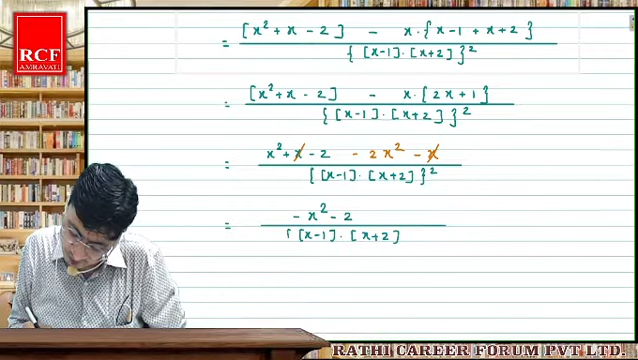 [x² + x - 2] - x·{x-1 + x+2}
= {[x-1]·[x+2]}²
[x² + x - 2] - x·{2x + 1}
= {[x-1]·[x+2]}²
x² + x - 2 - 2x² - x
= {[x-1]·[x+2]}²
- x² - 2
= {[x-1]·[x+2]
RCF
AMRAVATI
RATHI CAREER FORUM PVT LTD.